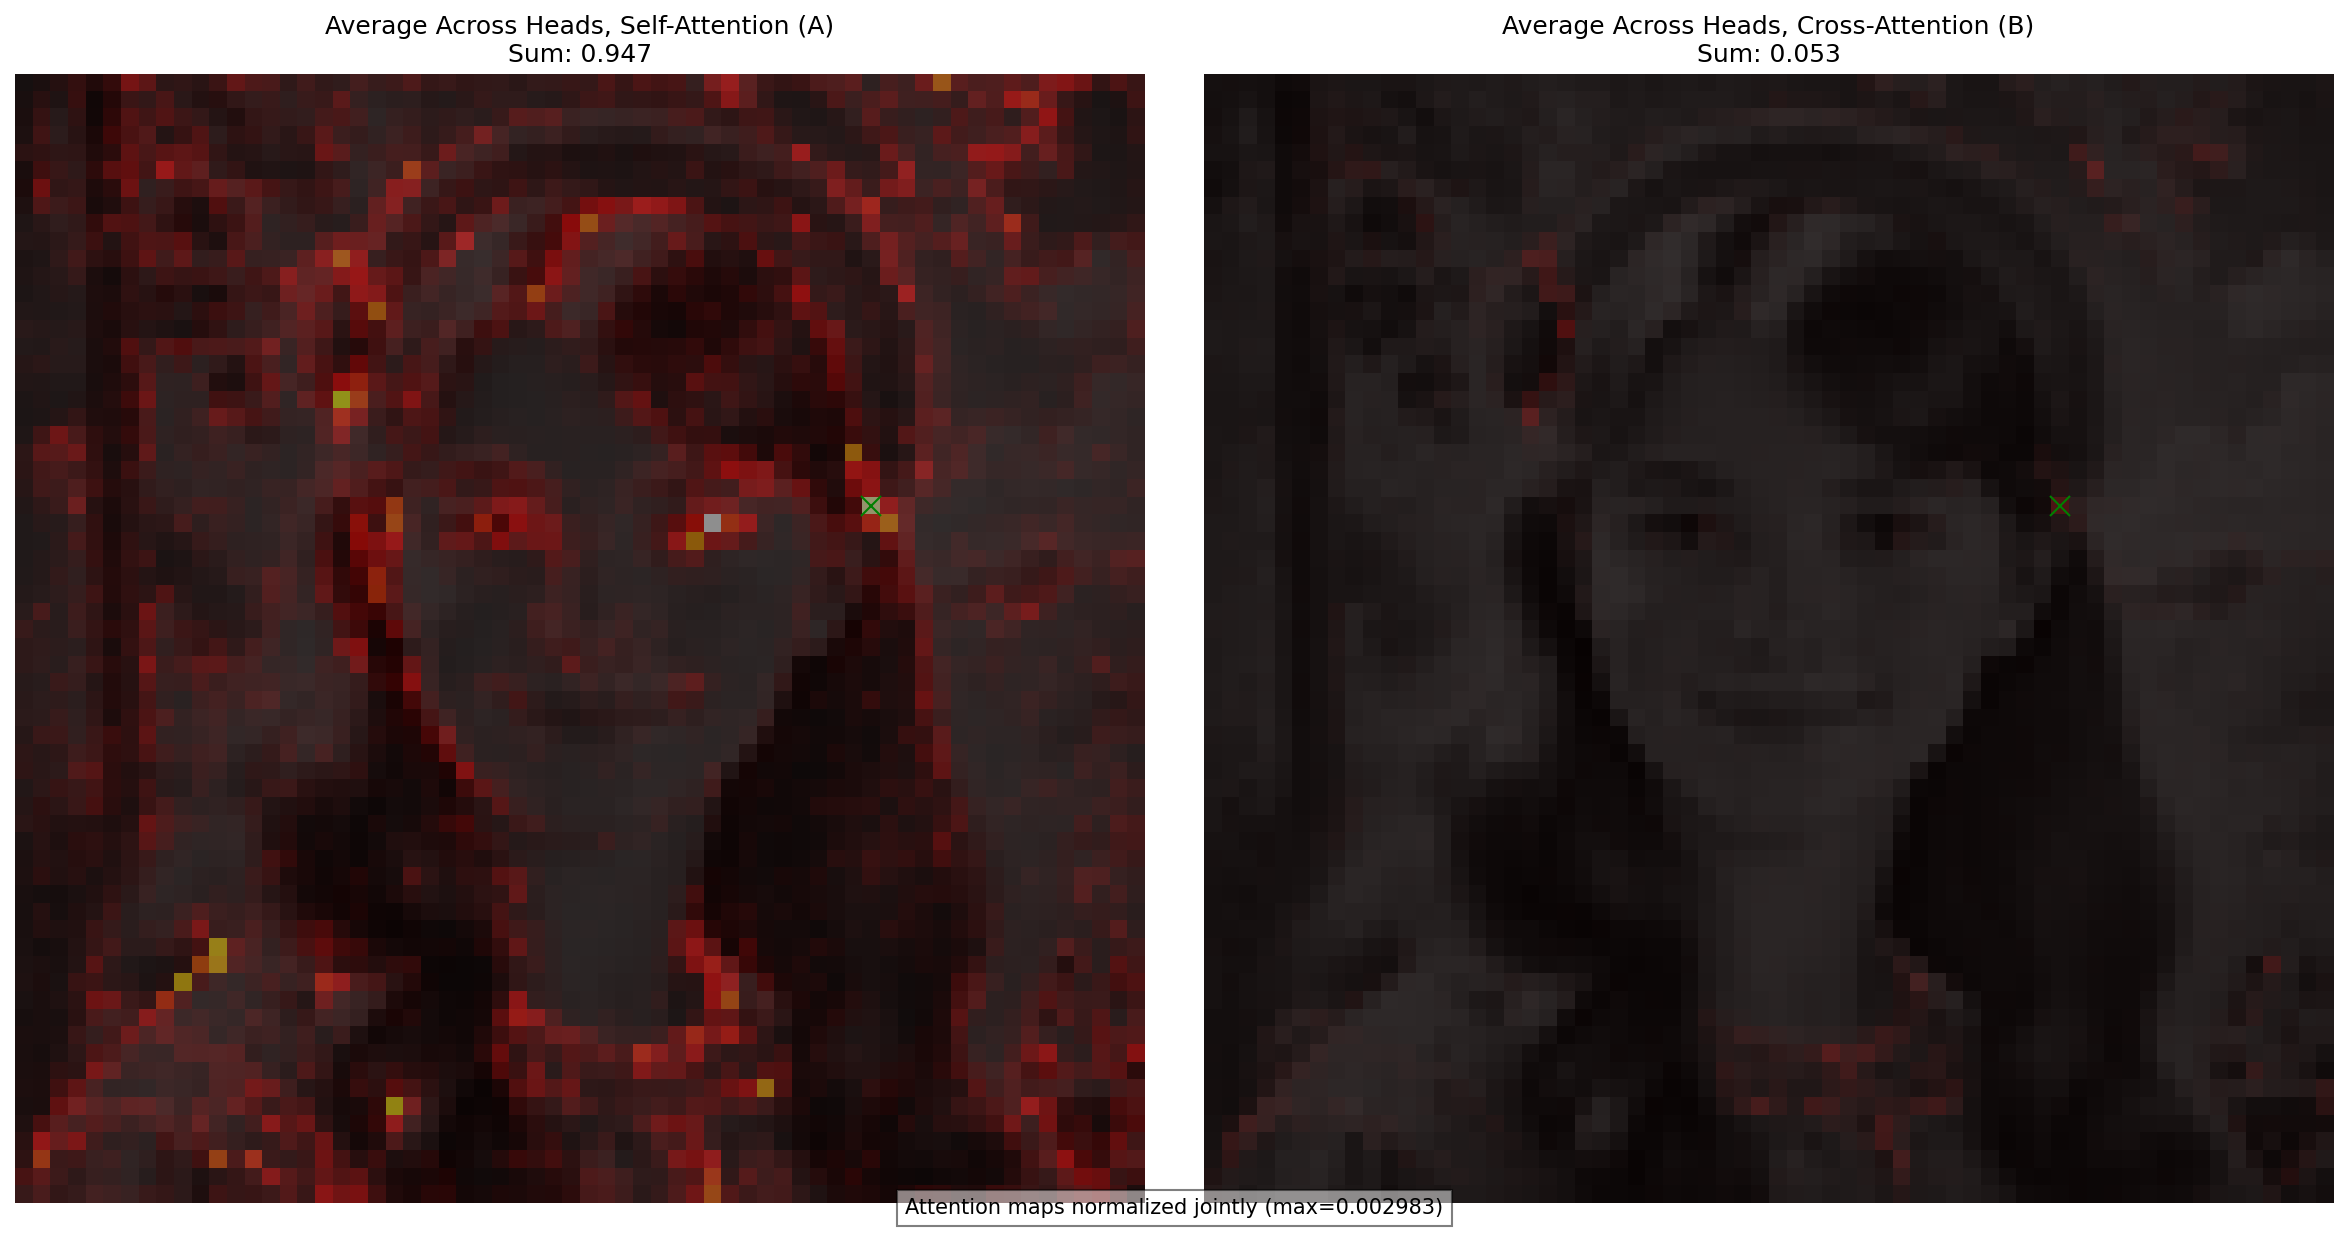 Average Across Heads, Self-Attention (A)
Sum: 0.947
Average Across Heads, Cross-Attention (B)
Sum: 0.053
Attention maps normalized jointly (max=0.002983)